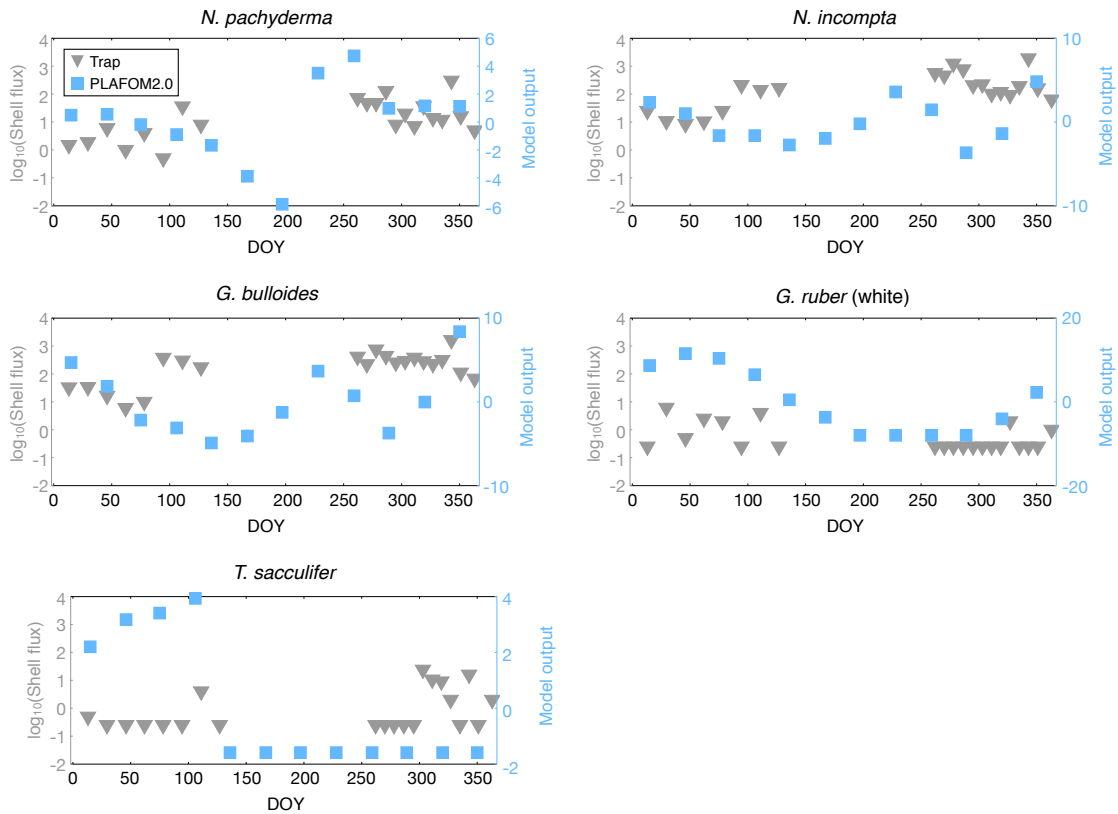 N. pachyderma
4
3
2
1
0
-1
-2
log₁₀(Shell flux)
Trap
PLAFOM2.0
6
4
2
0
-2
-4
-6
Model output
0 50 100 150 200 250 300 350
DOY
N. incompta
4
3
2
1
0
-1
-2
log₁₀(Shell flux)
10
0
-10
Model output
0 50 100 150 200 250 300 350
DOY
G. bulloides
4
3
2
1
0
-1
-2
log₁₀(Shell flux)
10
0
-10
Model output
0 50 100 150 200 250 300 350
DOY
G. ruber (white)
4
3
2
1
0
-1
-2
log₁₀(Shell flux)
20
10
0
-10
-20
Model output
0 50 100 150 200 250 300 350
DOY
T. sacculifer
4
3
2
1
0
-1
-2
log₁₀(Shell flux)
4
2
0
-2
Model output
0 50 100 150 200 250 300 350
DOY